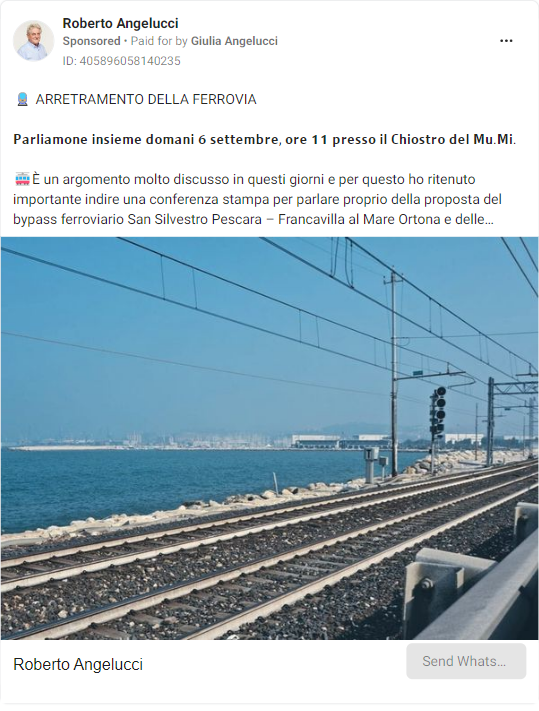 Roberto Angelucci
Sponsored • Paid for by Giulia Angelucci
ID: 405896058140235
ARRETRAMENTO DELLA FERROVIA
Parliamone insieme domani 6 settembre, ore 11 presso il Chiostro del Mu.Mi.
È un argomento molto discusso in questi giorni e per questo ho ritenuto
importante indire una conferenza stampa per parlare proprio della proposta del
bypass ferroviario San Silvestro Pescara – Francavilla al Mare Ortona e delle…
Roberto Angelucci
Send Whats…